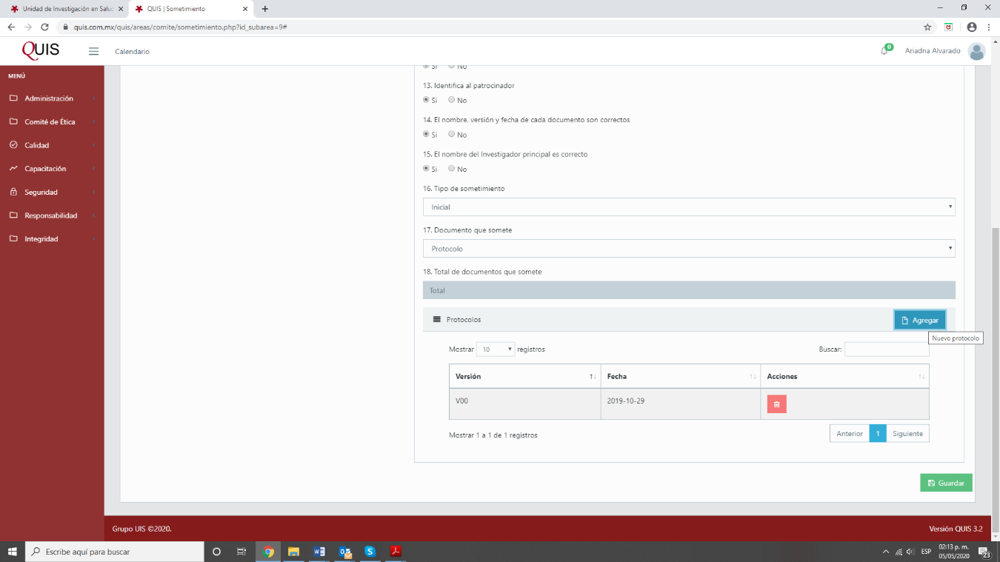 Unidad de Investigación en Salud
QUIS | Sometimiento
quis.com.mx/quis/areas/comite/sometimiento.php?id_subarea=9#
QUIS
Calendario
0
Ariadna Alvarado
MENÚ
Administración
Comité de Ética
Calidad
Capacitación
Seguridad
Responsabilidad
Integridad
Si No
13. Identifica al patrocinador
Si No
14. El nombre, versión y fecha de cada documento son correctos
Si No
15. El nombre del Investigador principal es correcto
Si No
16. Tipo de sometimiento
Inicial
17. Documento que somete
Protocolo
18. Total de documentos que somete
Total
Protocolos
Agregar
Nuevo protocolo
Mostrar 10 registros
Buscar:
Versión Fecha Acciones
V00 2019-10-29
Mostrar 1 a 1 de 1 registros
Anterior 1 Siguiente
Guardar
Grupo UIS ©2020.
Versión QUIS 3.2
Escribe aquí para buscar
ESP
02:13 p. m.
05/05/2020
23